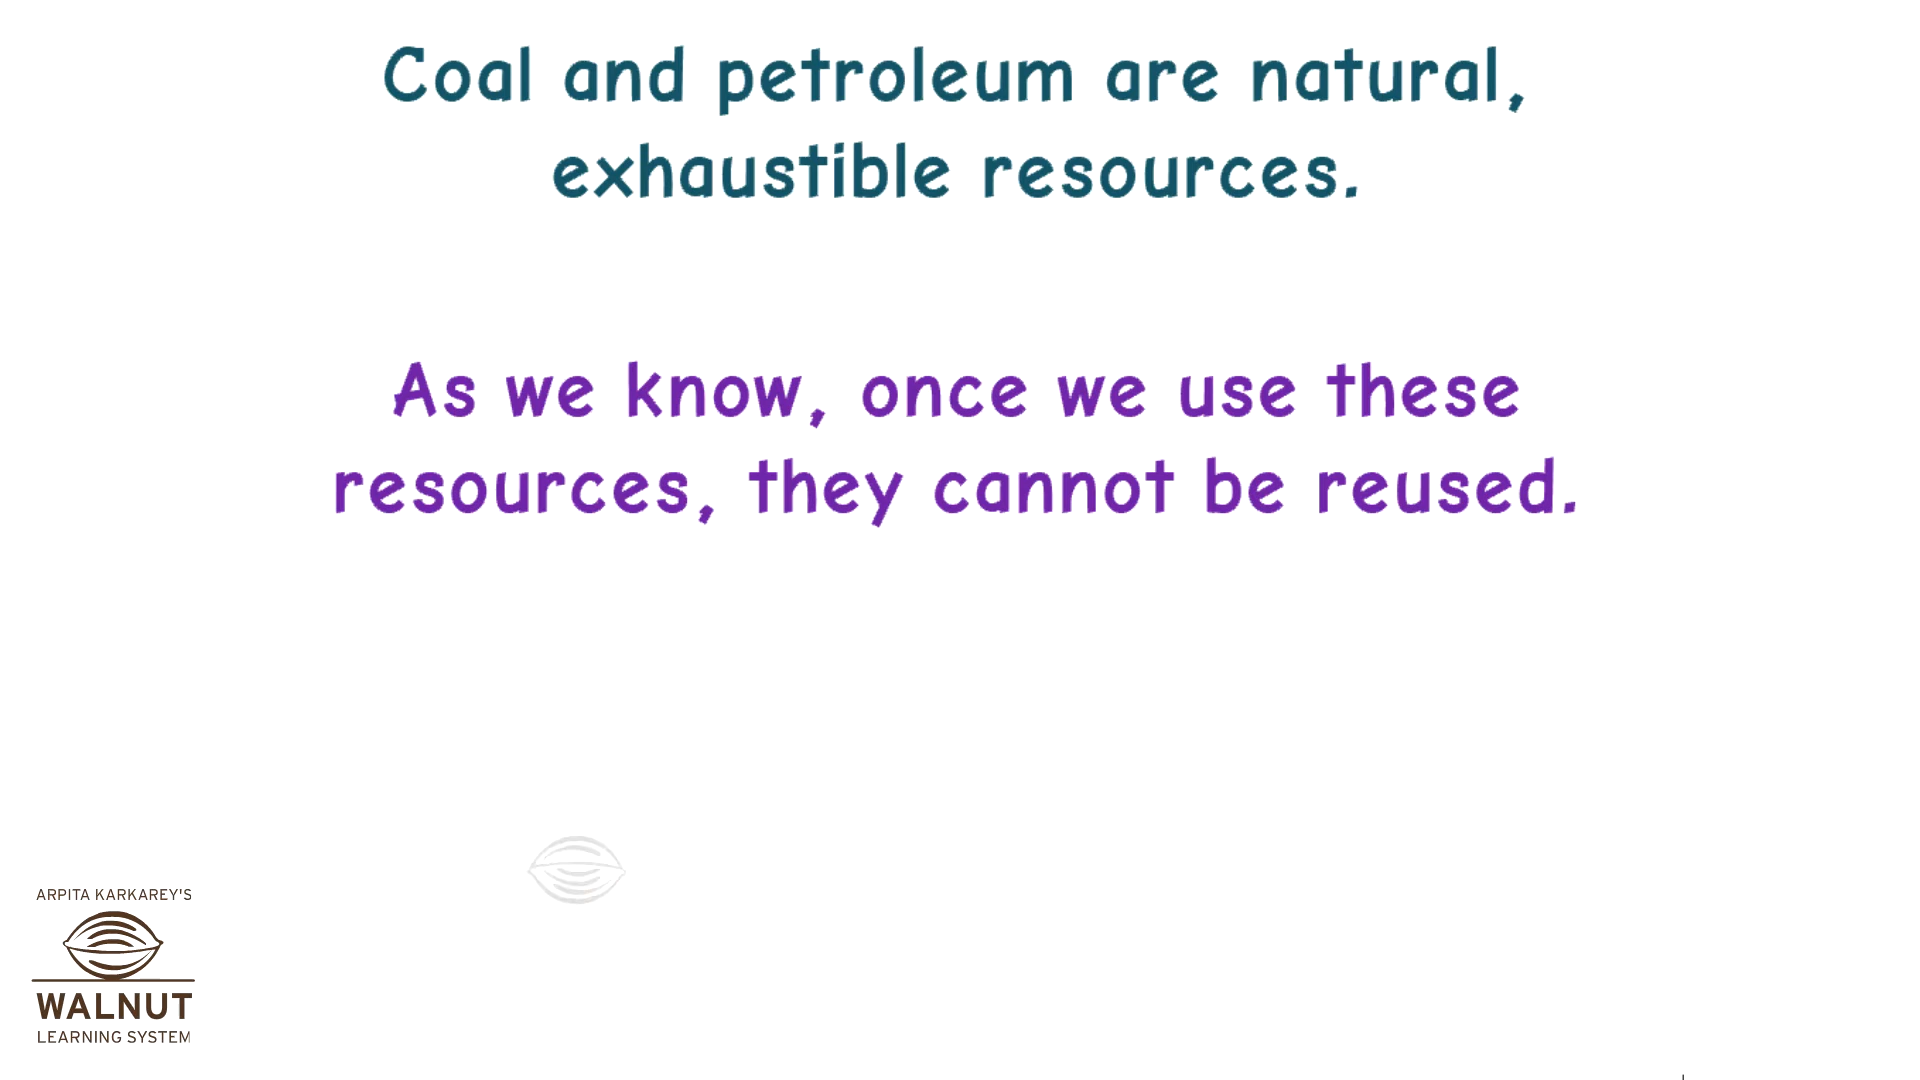 Coal and petroleum are natural,
exhaustible resources.
As we know, once we use these
resources, they cannot be reused.
ARPITA KARKAREY'S
WALNUT
LEARNING SYSTEM